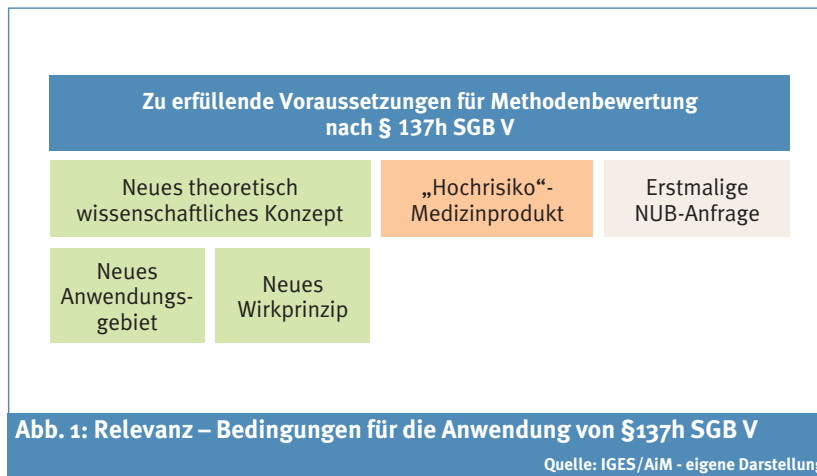 Zu erfüllende Voraussetzungen für Methodenbewertung
nach § 137h SGB V
Neues theoretisch
wissenschaftliches Konzept
„Hochrisiko“-
Medizinprodukt
Erstmalige
NUB-Anfrage
Neues
Anwendungs-
gebiet
Neues
Wirkprinzip
Abb. 1: Relevanz – Bedingungen für die Anwendung von §137h SGB V
Quelle: IGES/AiM - eigene Darstellung